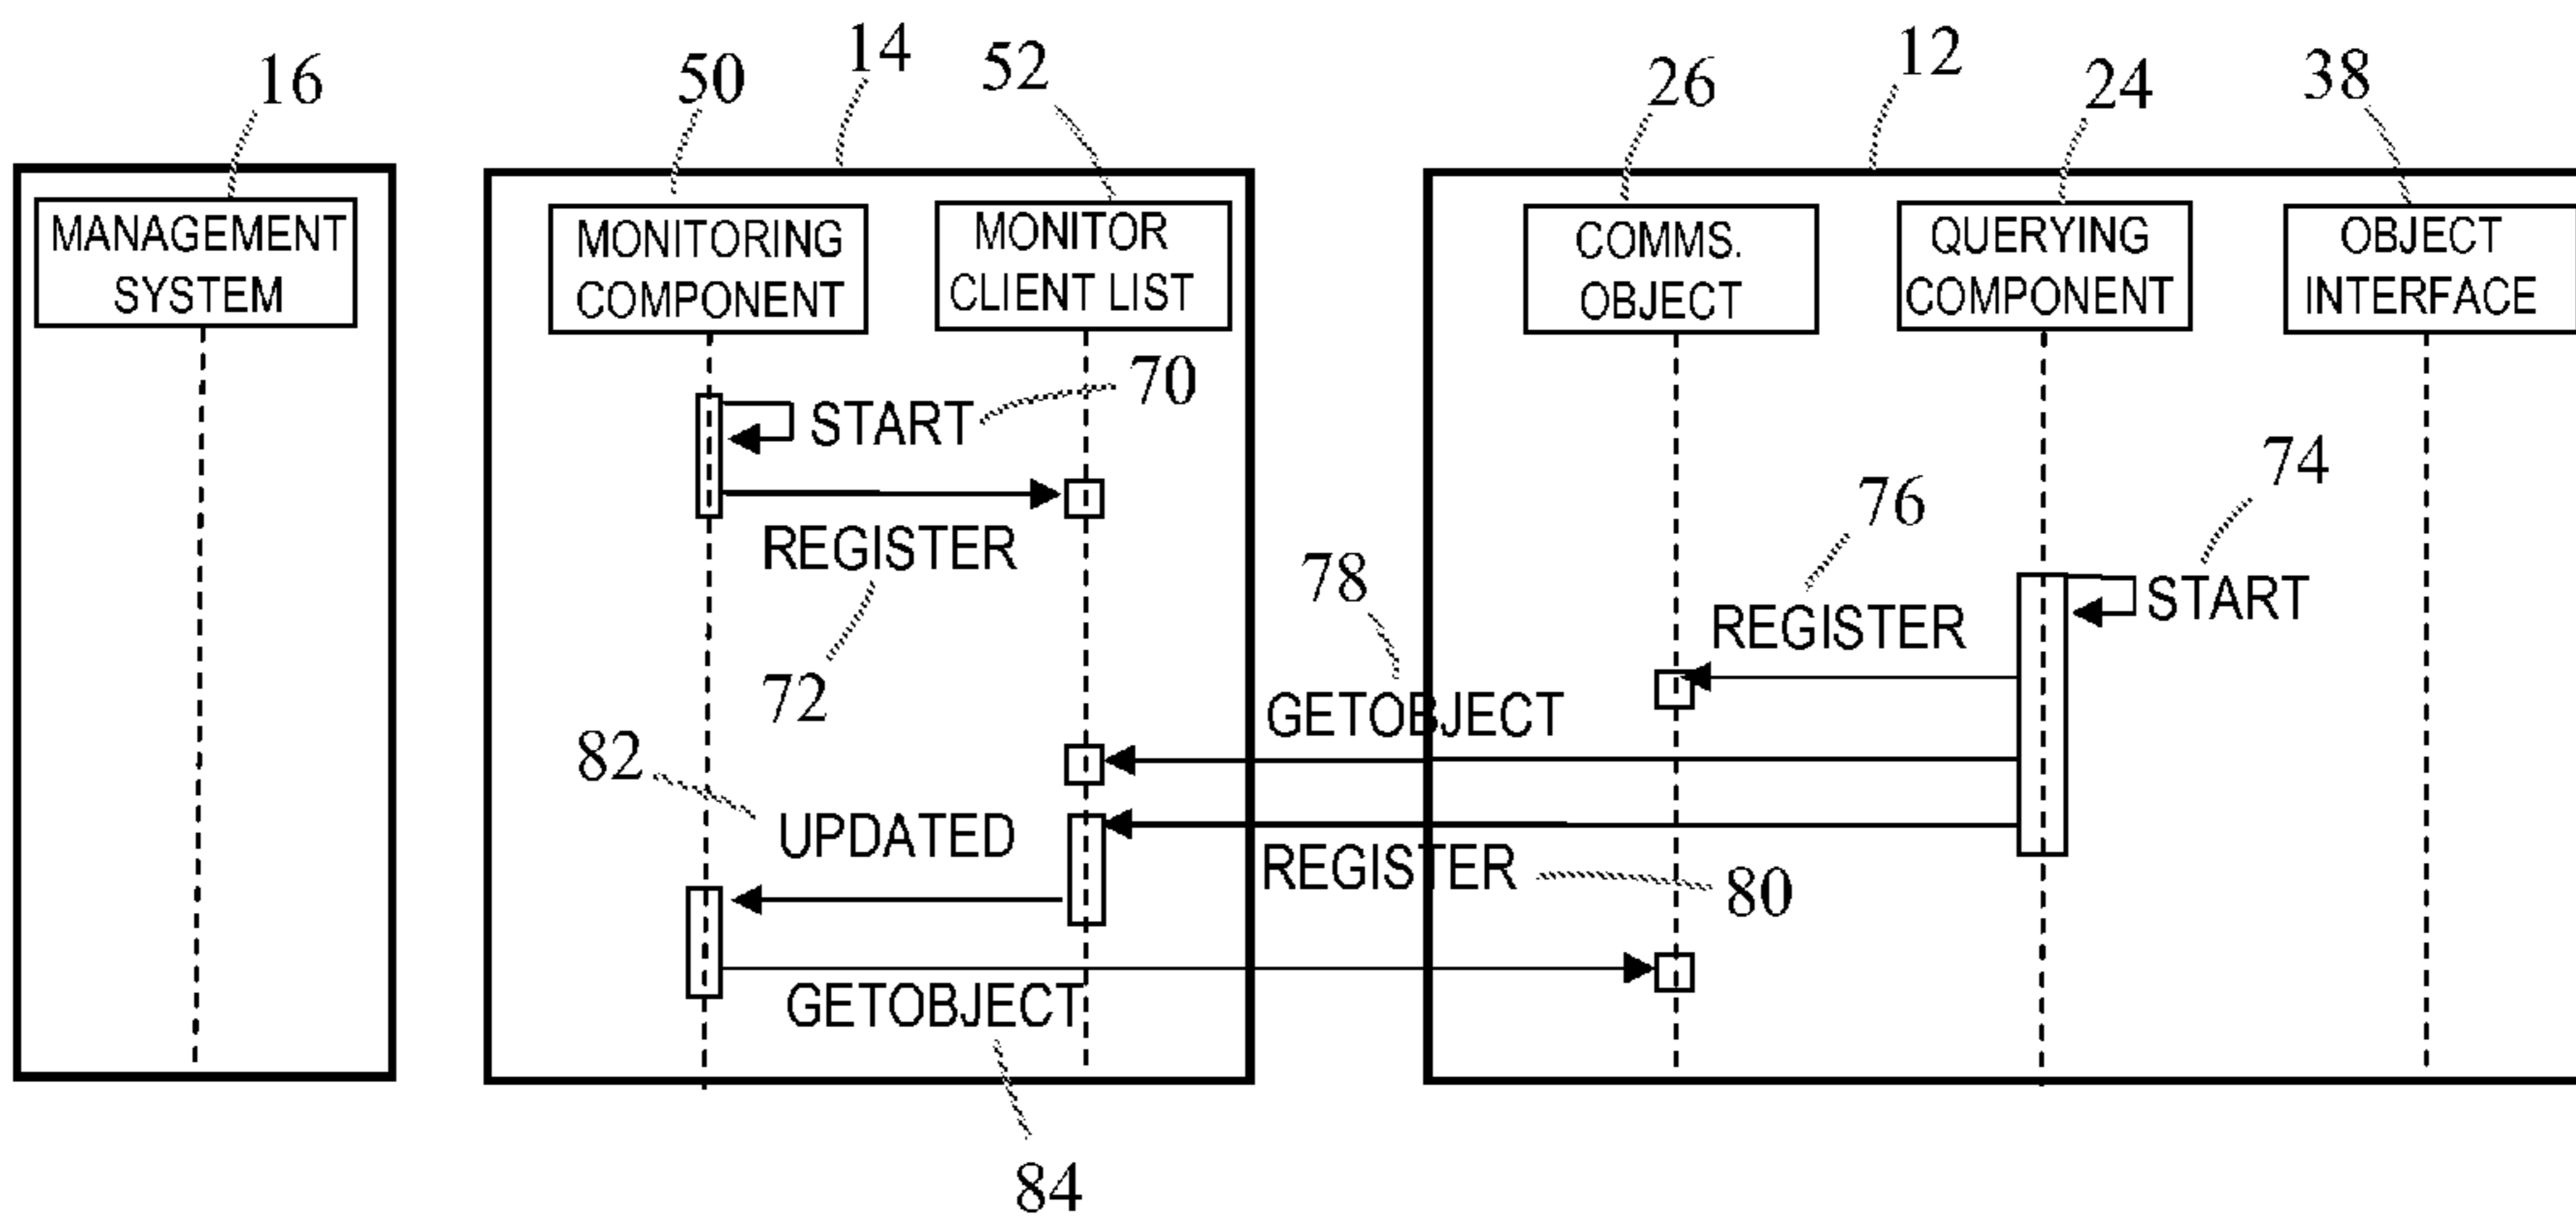 16
50
14
52
26
12
24
38
MANAGEMENT
SYSTEM
MONITORING
COMPONENT
MONITOR
CLIENT LIST
COMMS.
OBJECT
QUERYING
COMPONENT
OBJECT
INTERFACE
START
70
REGISTER
72
74
START
76
REGISTER
78
GETOBJECT
82
UPDATED
REGISTER
80
GETOBJECT
84